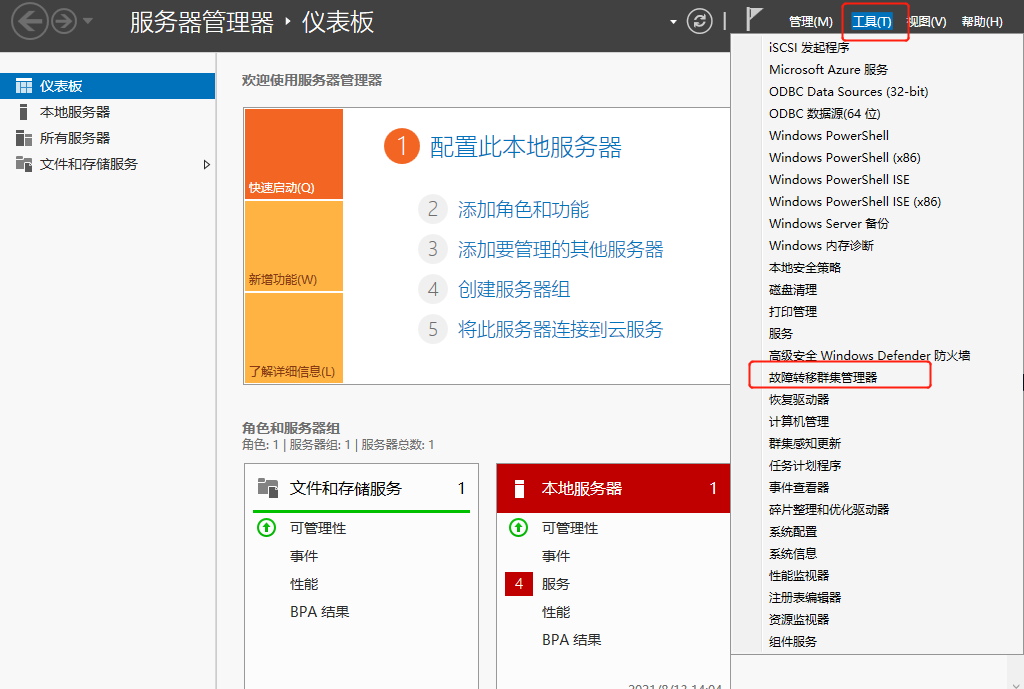 服务器管理器 ▸ 仪表板
管理(M) 工具(T) 视图(V) 帮助(H)
仪表板
本地服务器
所有服务器
文件和存储服务
欢迎使用服务器管理器
快速启动(Q)
新增功能(W)
了解详细信息(L)
1 配置此本地服务器
2 添加角色和功能
3 添加要管理的其他服务器
4 创建服务器组
5 将此服务器连接到云服务
角色和服务器组
角色: 1 | 服务器组: 1 | 服务器总数: 1
文件和存储服务 1
可管理性
事件
性能
BPA 结果
本地服务器 1
可管理性
事件
4 服务
性能
BPA 结果
2021/8/13 14:04
iSCSI 发起程序
Microsoft Azure 服务
ODBC Data Sources (32-bit)
ODBC 数据源(64 位)
Windows PowerShell
Windows PowerShell (x86)
Windows PowerShell ISE
Windows PowerShell ISE (x86)
Windows Server 备份
Windows 内存诊断
本地安全策略
磁盘清理
打印管理
服务
高级安全 Windows Defender 防火墙
故障转移群集管理器
恢复驱动器
计算机管理
群集感知更新
任务计划程序
事件查看器
碎片整理和优化驱动器
系统配置
系统信息
性能监视器
注册表编辑器
资源监视器
组件服务